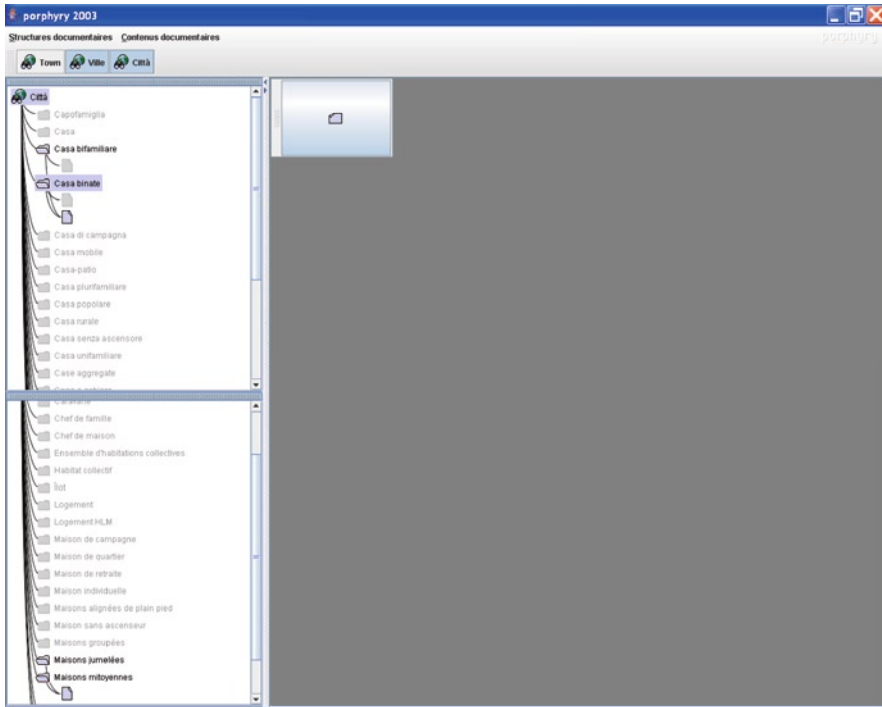 porphyry 2003
Structures documentaires Contenus documentaires
porphyry
Town Ville Città
Città
Capofamiglia
Casa
Casa bifamiliare
Casa binate
Casa di campagna
Casa mobile
Casa-patio
Casa plurifamiliare
Casa popolare
Casa rurale
Casa senza ascensore
Casa unifamiliare
Case aggregate
Case a schiera
Caravane
Chef de famille
Chef de maison
Ensemble d'habitations collectives
Habitat collectif
Îlot
Logement
Logement HLM
Maison de campagne
Maison de quartier
Maison de retraite
Maison individuelle
Maisons alignées de plain pied
Maison sans ascenseur
Maisons groupées
Maisons jumelées
Maisons mitoyennes